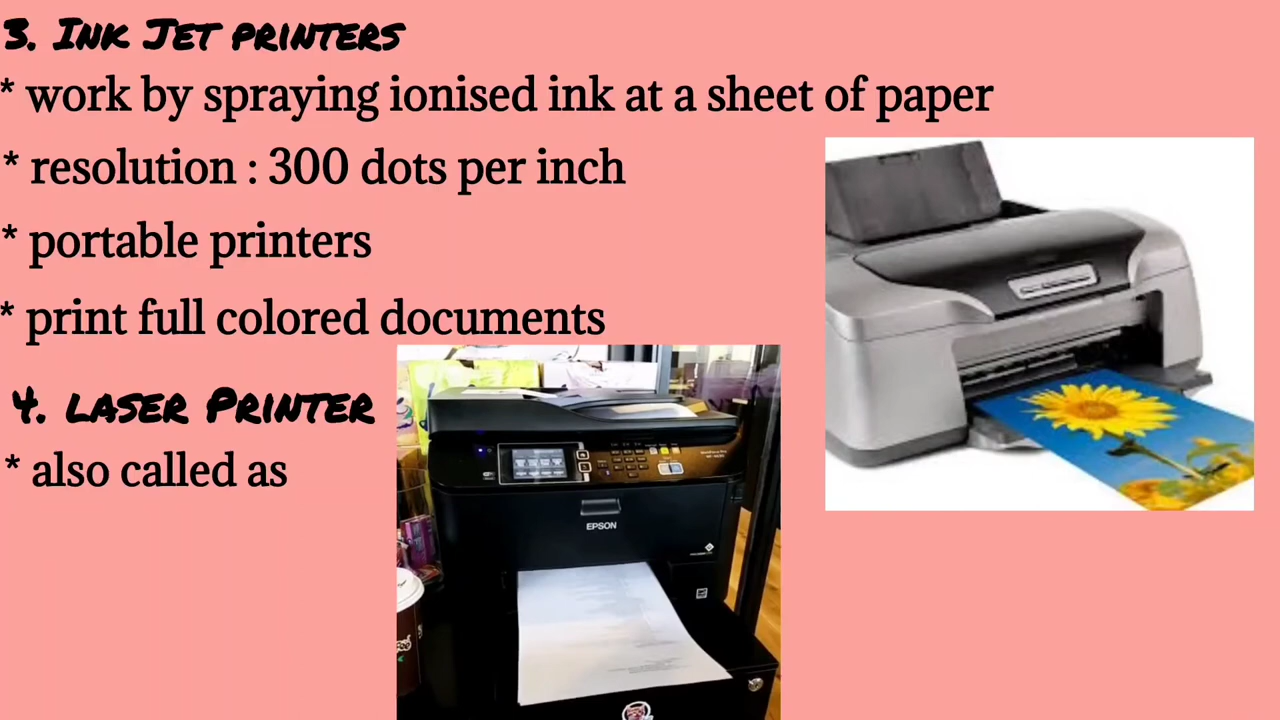 3. Ink Jet printers
* work by spraying ionised ink at a sheet of paper
* resolution : 300 dots per inch
* portable printers
* print full colored documents
4. laser Printer
* also called as
EPSON